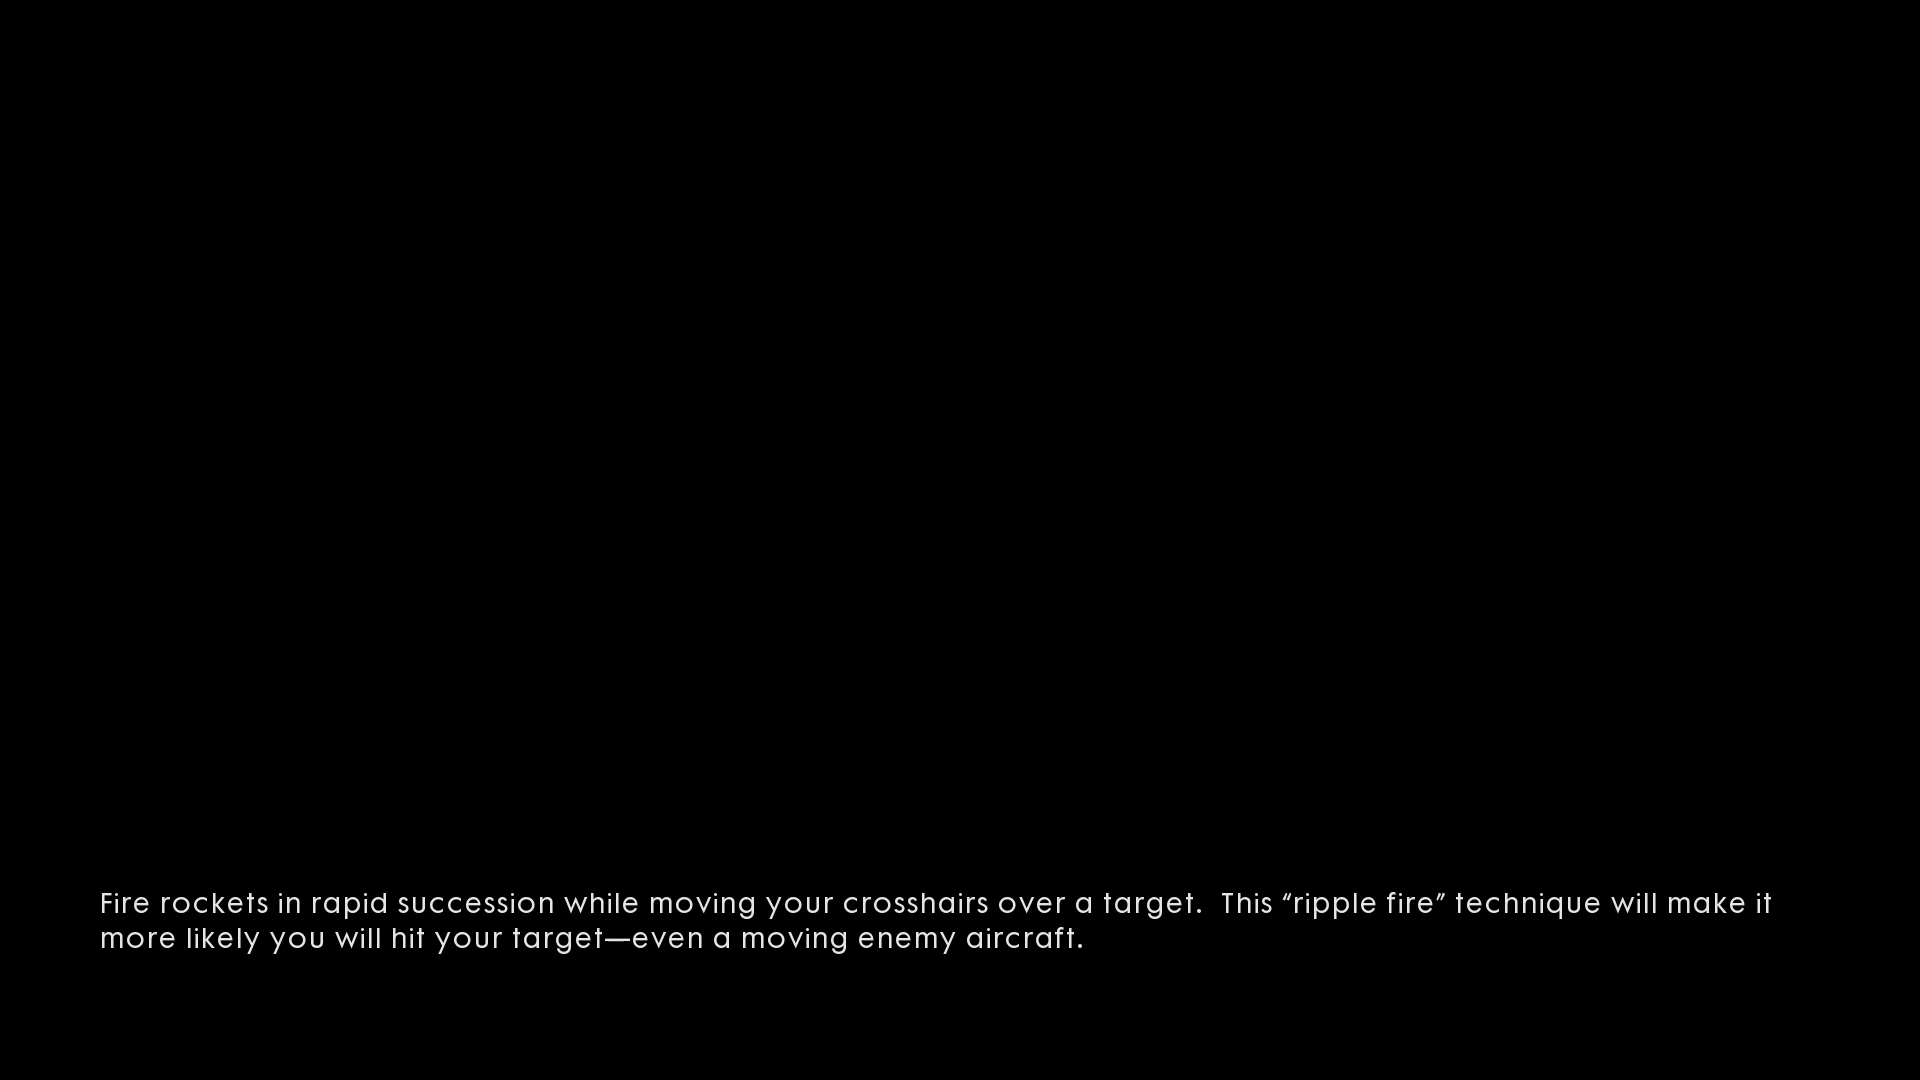 Fire rockets in rapid succession while moving your crosshairs over a target.  This “ripple fire” technique will make it
more likely you will hit your target—even a moving enemy aircraft.